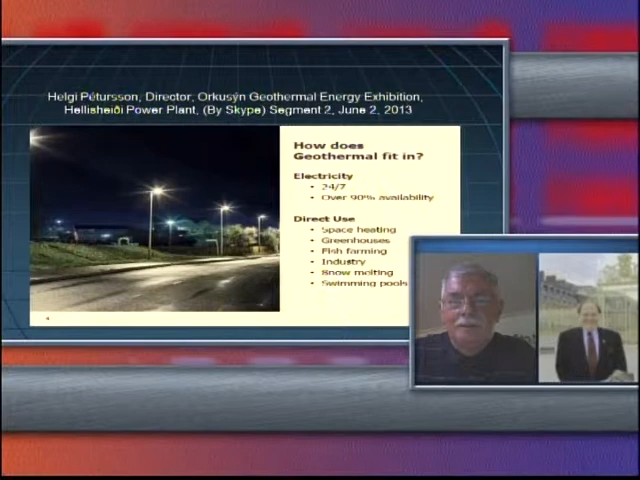 Helgi Pétursson, Director, Orkusýn Geothermal Energy Exhibition,
Hellisheiði Power Plant, (By Skype) Segment 2, June 2, 2013
How does
Geothermal fit in?
Electricity
• 24/7
• Over 90% availability
Direct Use
• Space heating
• Greenhouses
• Fish farming
• Industry
• Snow melting
• Swimming pools